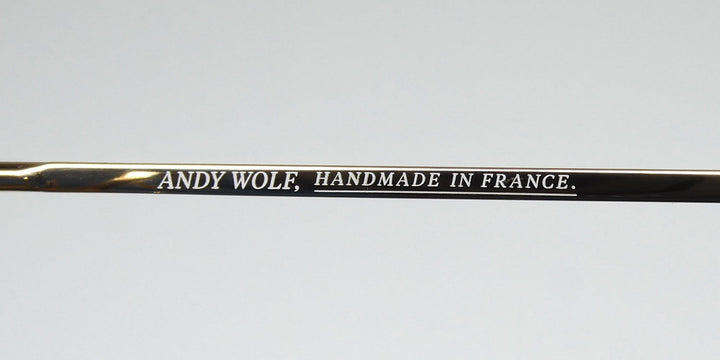 ANDY WOLF, HANDMADE IN FRANCE.